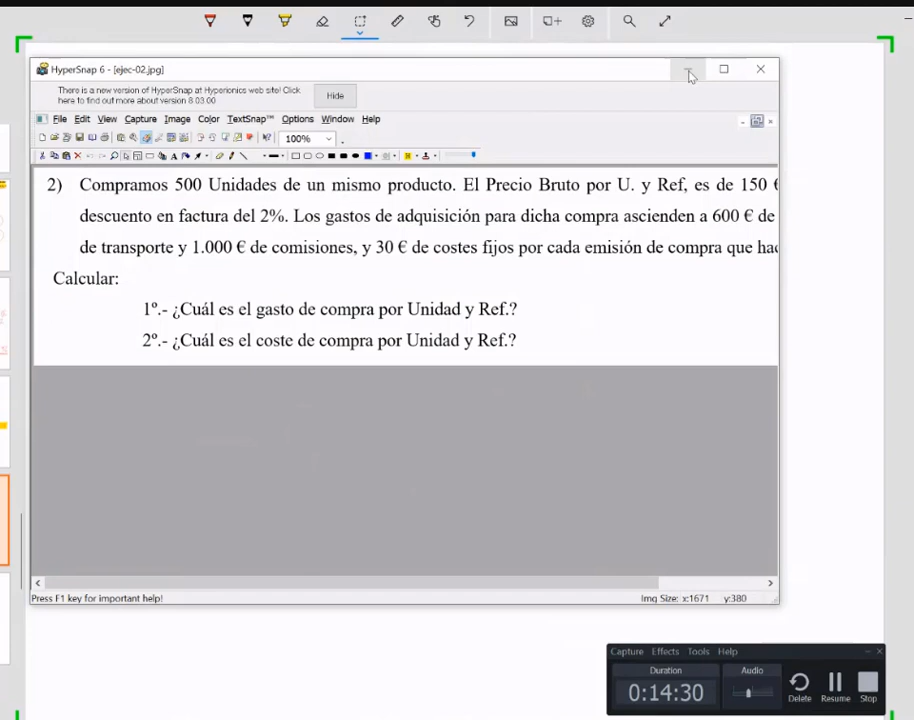 HyperSnap 6 - [ejec-02.jpg]
There is a new version of HyperSnap at Hyperionics web site! Click
here to find out more about version 8 03.00
Hide
File Edit View Capture Image Color TextSnap™ Options Window Help
100%
2) Compramos 500 Unidades de un mismo producto. El Precio Bruto por U. y Ref, es de 150 €
descuento en factura del 2%. Los gastos de adquisición para dicha compra ascienden a 600 € de
de transporte y 1.000 € de comisiones, y 30 € de costes fijos por cada emisión de compra que hac
Calcular:
1º.- ¿Cuál es el gasto de compra por Unidad y Ref.?
2º.- ¿Cuál es el coste de compra por Unidad y Ref.?
Press F1 key for important help!
Img Size: x:1671 y:380
Capture Effects Tools Help
Duration
Audio
0:14:30
Delete Resume Stop